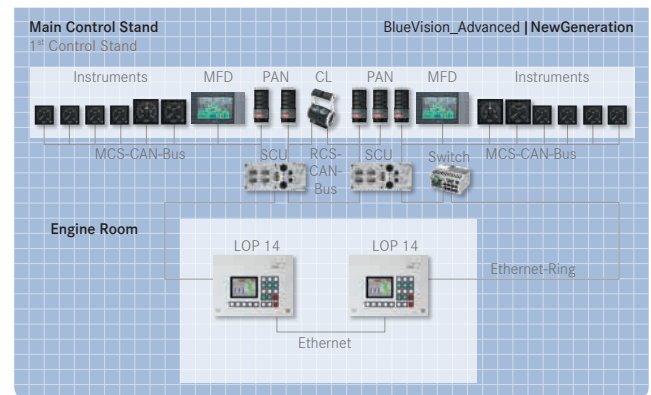 Main Control Stand
BlueVision_Advanced | NewGeneration
1st Control Stand
Instruments MFD PAN CL PAN MFD Instruments
MCS-CAN-Bus SCU RCS-CAN-Bus SCU Switch MCS-CAN-Bus
Engine Room
LOP 14 LOP 14
Ethernet-Ring
Ethernet